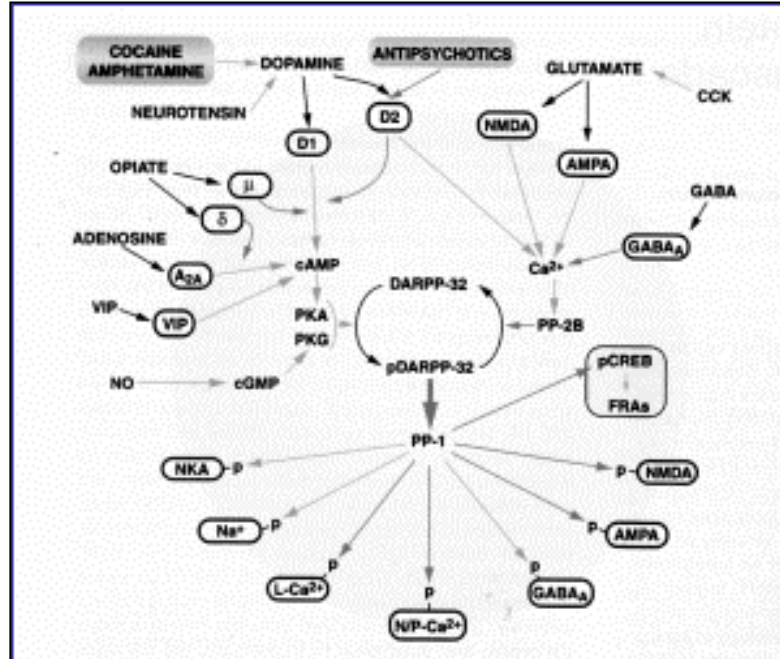 COCAINE
AMPHETAMINE
DOPAMINE
ANTIPSYCHOTICS
GLUTAMATE
CCK
NEUROTENSIN
D1
D2
NMDA
AMPA
OPIATE
μ
δ
GABA
GABAA
ADENOSINE
A2A
cAMP
Ca2+
VIP
VIP
PKA
PKG
DARPP-32
PP-2B
pDARPP-32
pCREB
FRAs
NO
cGMP
PP-1
NKA P
P NMDA
Na+ P
P AMPA
P
L-Ca2+
P
N/P-Ca2+
P
GABAA